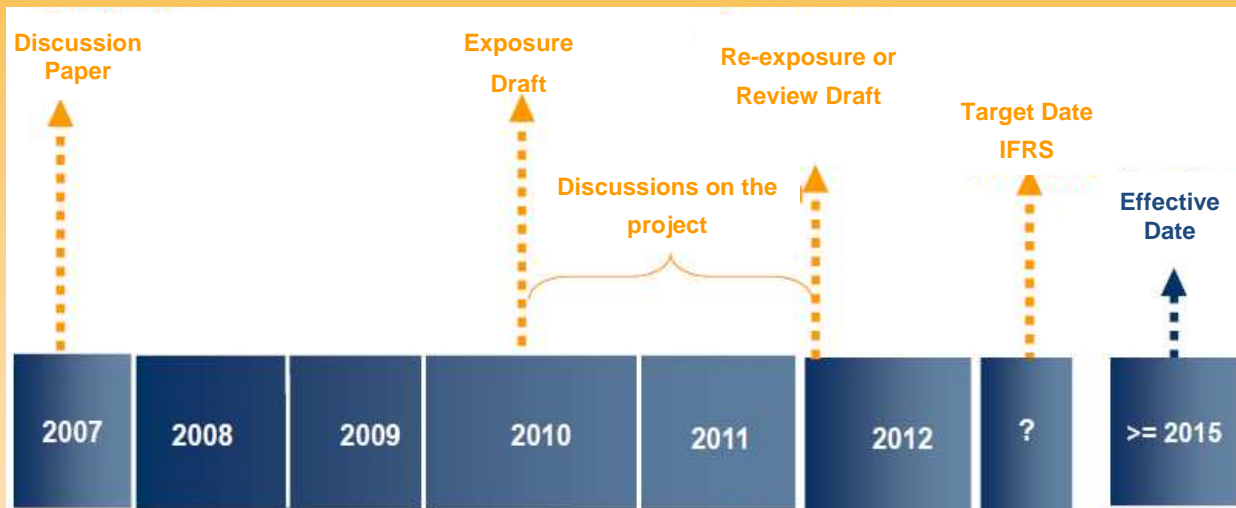 Discussion
Paper
Exposure
Draft
Re-exposure or
Review Draft
Target Date
IFRS
Discussions on the
project
Effective
Date
2007
2008
2009
2010
2011
2012
?
>= 2015